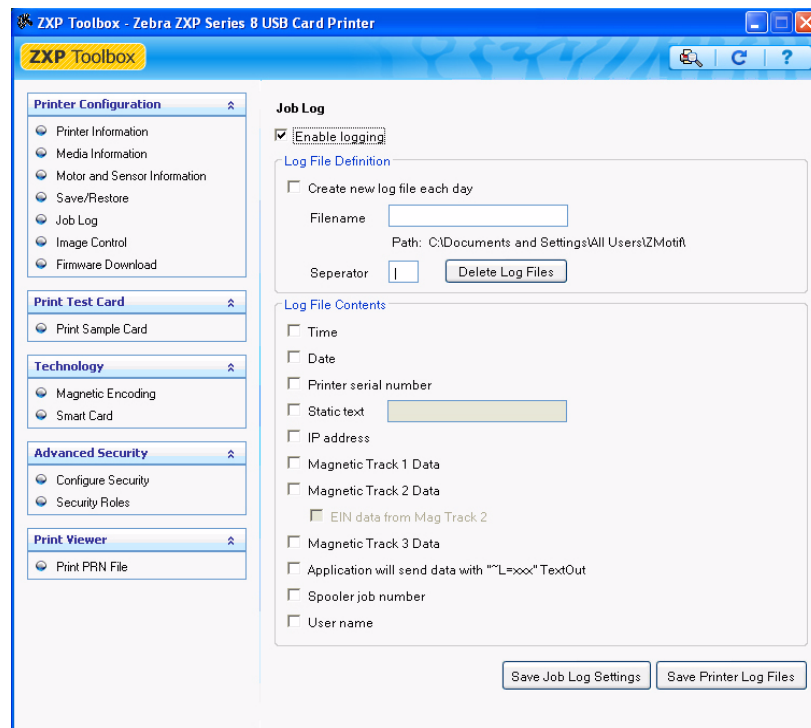 ZXP Toolbox - Zebra ZXP Series 8 USB Card Printer
ZXP Toolbox
?
Printer Configuration
Printer Information
Media Information
Motor and Sensor Information
Save/Restore
Job Log
Image Control
Firmware Download
Print Test Card
Print Sample Card
Technology
Magnetic Encoding
Smart Card
Advanced Security
Configure Security
Security Roles
Print Viewer
Print PRN File
Job Log
Enable logging
Log File Definition
Create new log file each day
Filename
Path: C:\Documents and Settings\All Users\ZMotif\
Seperator | Delete Log Files
Log File Contents
Time
Date
Printer serial number
Static text
IP address
Magnetic Track 1 Data
Magnetic Track 2 Data
EIN data from Mag Track 2
Magnetic Track 3 Data
Application will send data with "~L=xxx" TextOut
Spooler job number
User name
Save Job Log Settings Save Printer Log Files